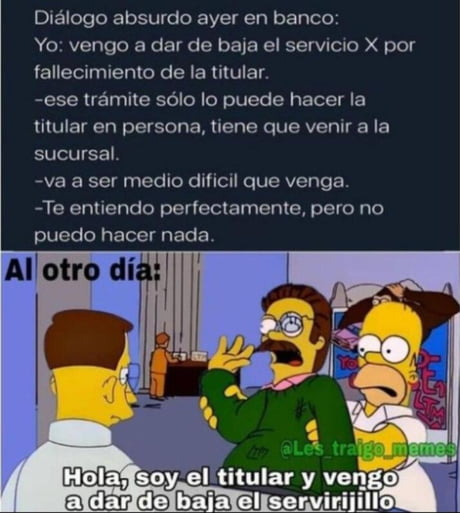 Diálogo absurdo ayer en banco:
Yo: vengo a dar de baja el servicio X por
fallecimiento de la titular.
-ese trámite sólo lo puede hacer la
titular en persona, tiene que venir a la
sucursal.
-va a ser medio dificil que venga.
-Te entiendo perfectamente, pero no
puedo hacer nada.
Al otro día:
Yo
@Les_traigo_memes
Hola, soy el titular y vengo
a dar de baja el servirijillo